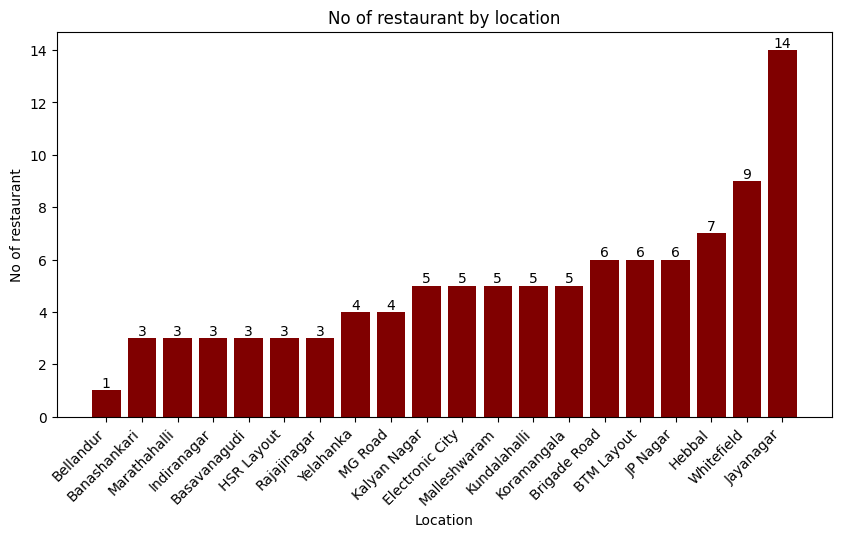 No of restaurant by location
No of restaurant
14
12
10
8
6
4
2
0
1
3
3
3
3
3
3
4
4
5
5
5
5
5
6
6
6
7
9
14
Bellandur
Banashankari
Marathahalli
Indiranagar
Basavanagudi
HSR Layout
Rajajinagar
Yelahanka
MG Road
Kalyan Nagar
Electronic City
Malleshwaram
Kundalahalli
Koramangala
Brigade Road
BTM Layout
JP Nagar
Hebbal
Whitefield
Jayanagar
Location